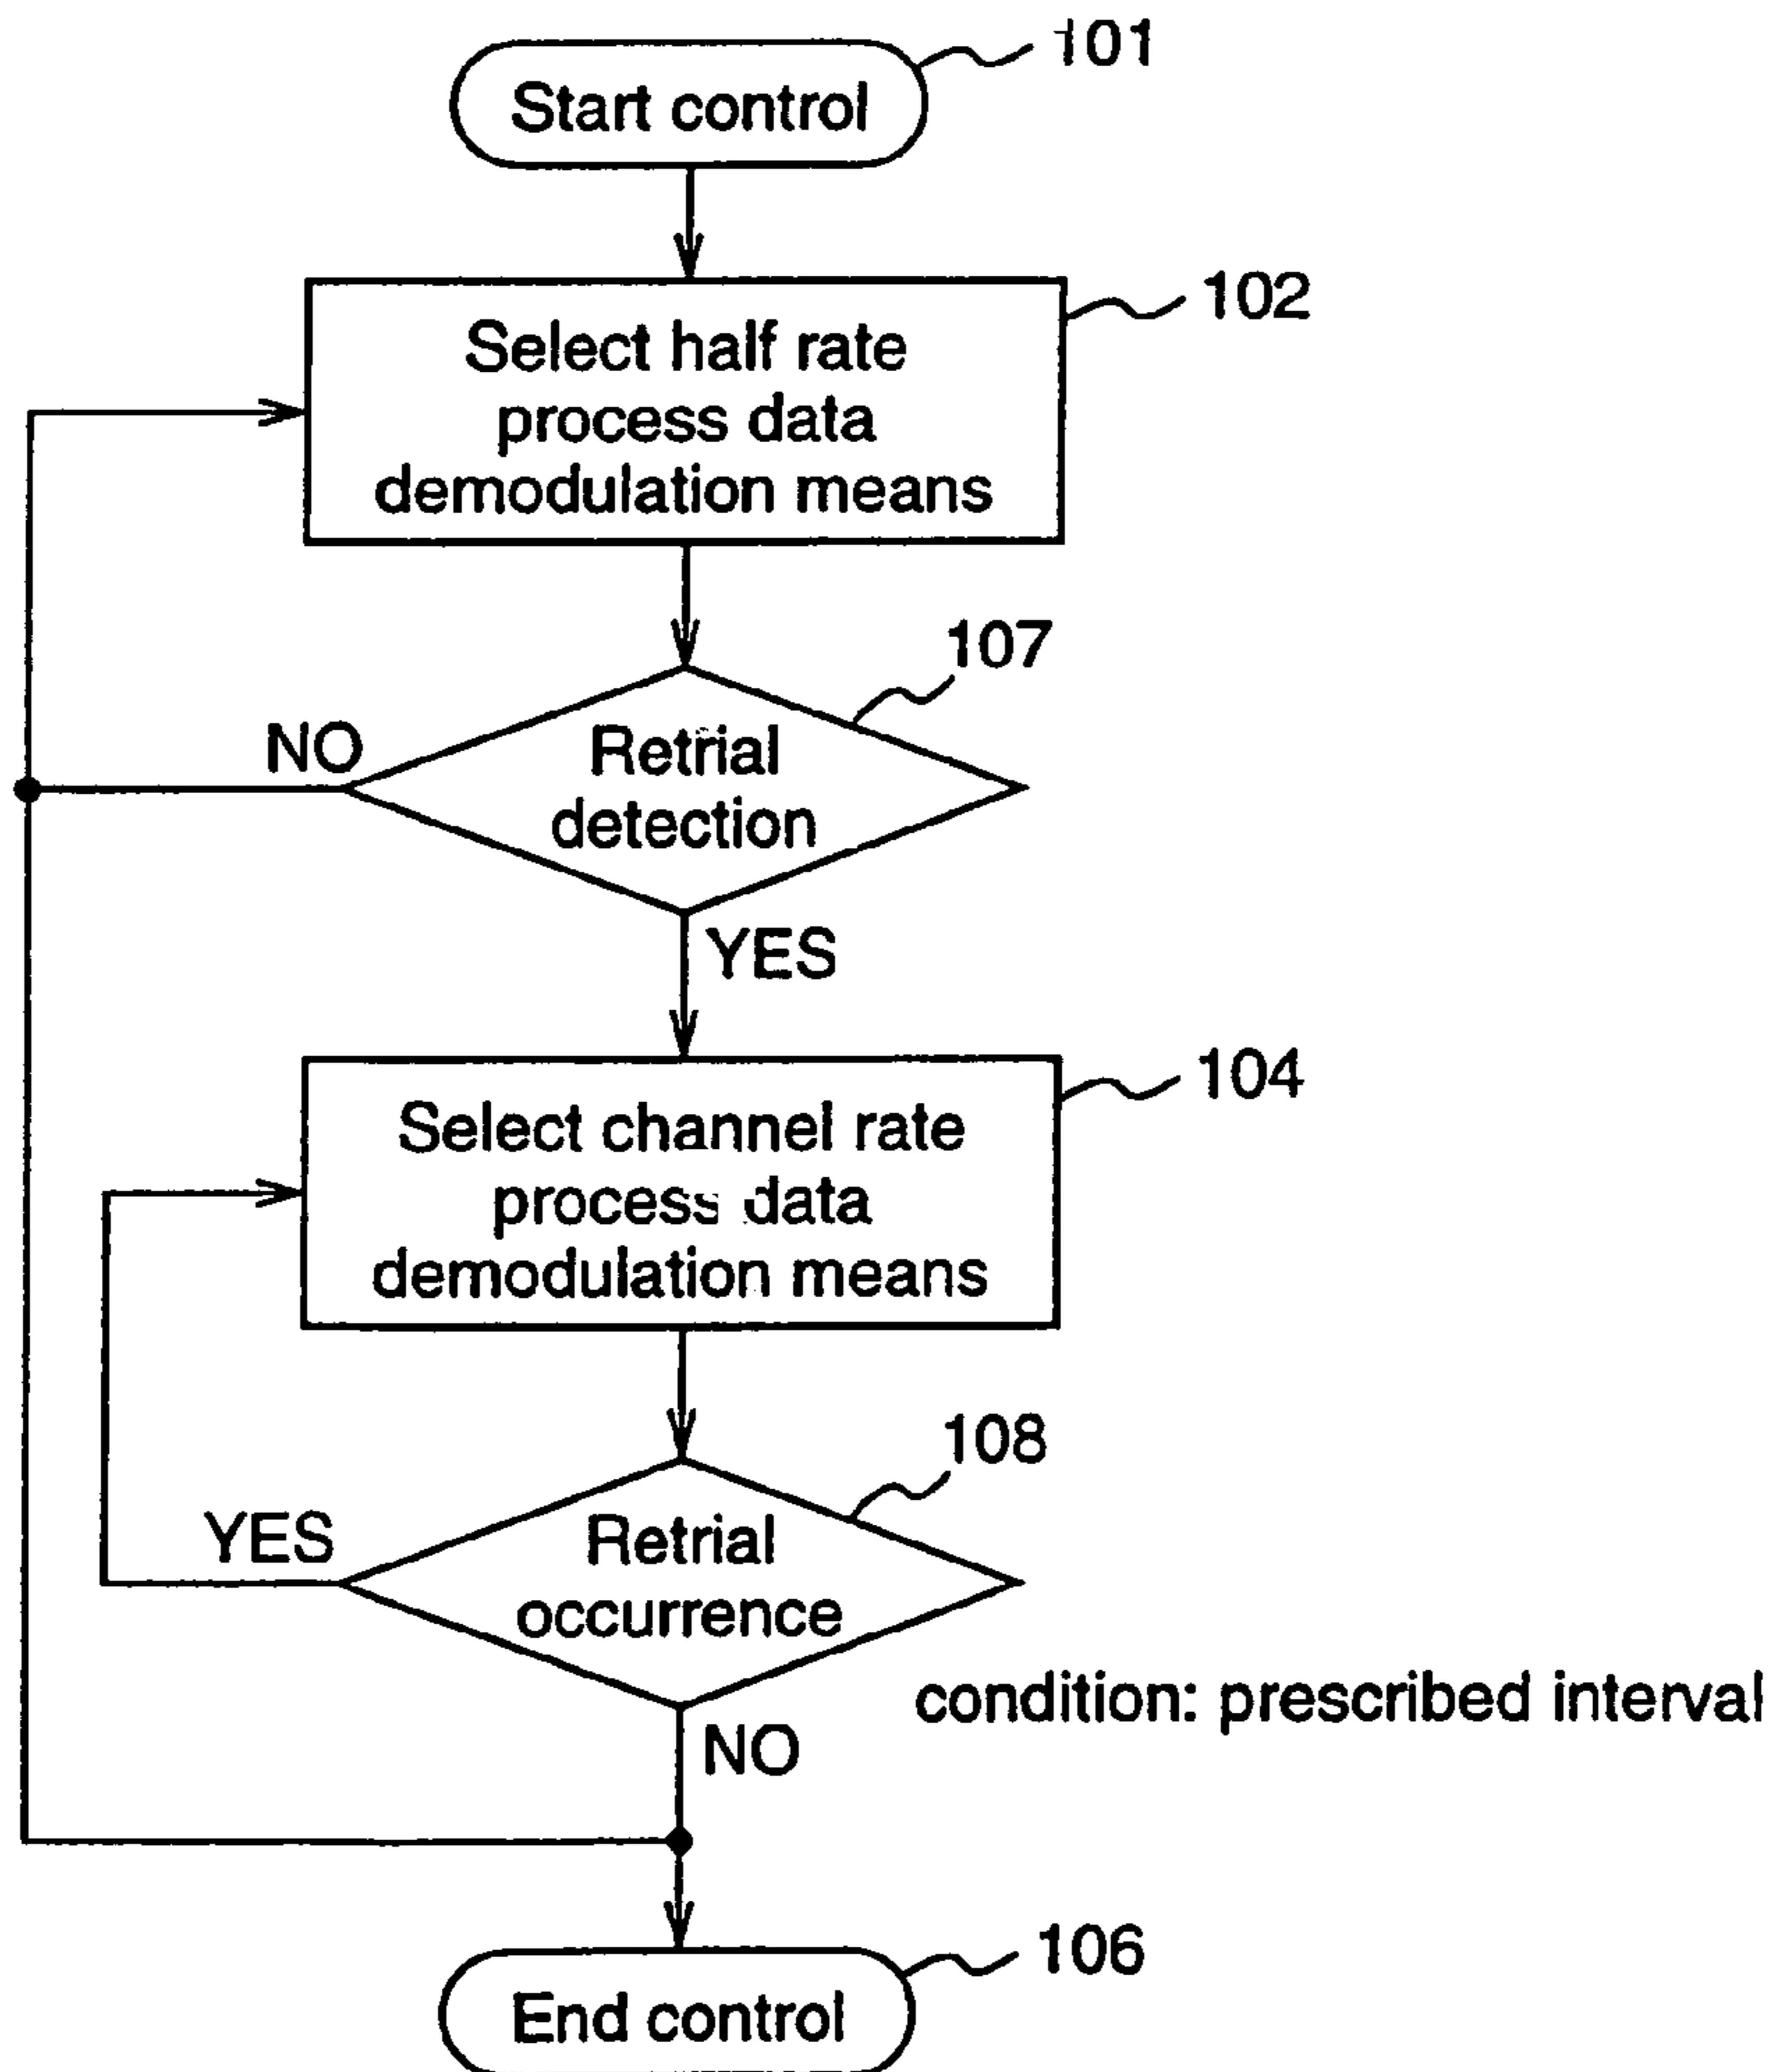 101
Start control
102
Select half rate
process data
demodulation means
107
NO
Retrial
detection
YES
104
Select channel rate
process data
demodulation means
108
YES
Retrial
occurrence
condition: prescribed interval
NO
106
End control